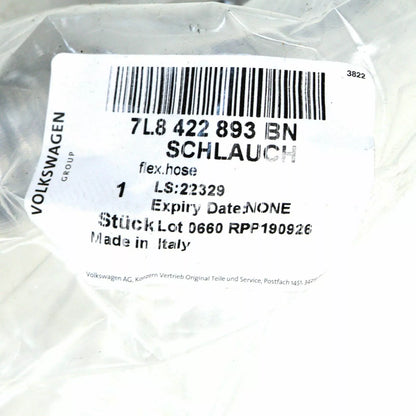 3822
7L8 422 893 BN
SCHLAUCH
flex.hose
1 LS:22329
Expiry Date:NONE
Stück Lot 0660 RPP190926
Made in Italy
Volkswagen AG, Konzern Vertrieb Original Teile und Service, Postfach 1451,
VOLKSWAGEN
GROUP